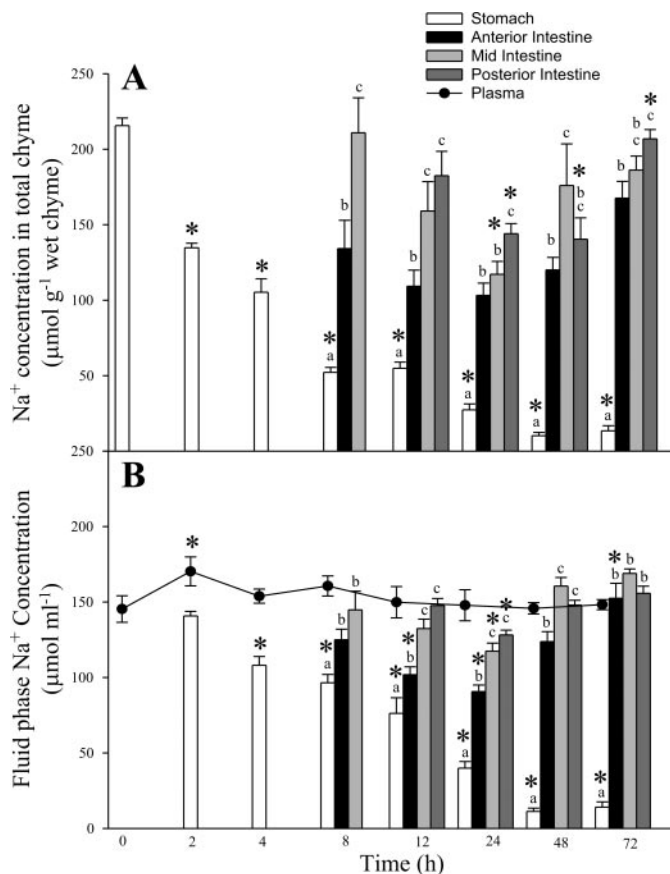 Stomach
Anterior Intestine
Mid Intestine
Posterior Intestine
Plasma
A
Na+ concentration in total chyme
(μmol g-1 wet chyme)
250
200
150
100
50
250
*
*
* a
b
c
* a
b
c
c
* a
b
* c
* c
* a
b
c
* b c
* a
b
b c
* c
B
Fluid phase Na+ Concentration
(μmol ml-1)
200
150
100
50
0
*
*
* a
b
b
* a
* b
c
c
* a
* b
* c
* c
* a
b
c
c
* a
* b
b
b
0 2 4 8 12 24 48 72
Time (h)